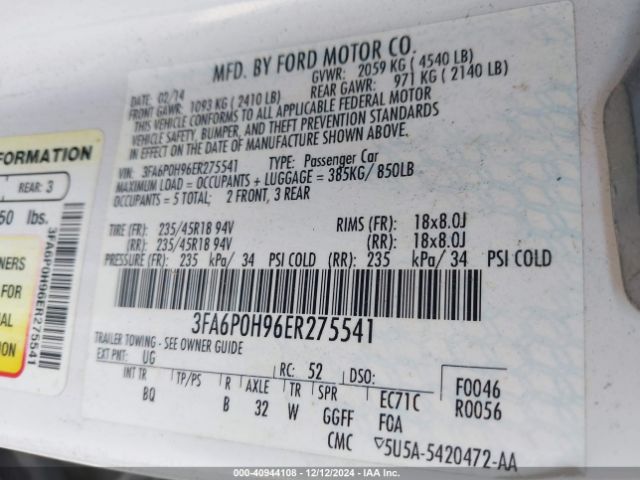 MFD. BY FORD MOTOR CO.
DATE: 02/14 GVWR: 2059 KG ( 4540 LB)
FRONT GAWR: 1093 KG ( 2410 LB) REAR GAWR: 971 KG ( 2140 LB)
THIS VEHICLE CONFORMS TO ALL APPLICABLE FEDERAL MOTOR
VEHICLE SAFETY, BUMPER, AND THEFT PREVENTION STANDARDS
IN EFFECT ON THE DATE OF MANUFACTURE SHOWN ABOVE.
VIN: 3FA6P0H96ER275541 TYPE: Passenger Car
MAXIMUM LOAD = OCCUPANTS + LUGGAGE = 385KG/ 850LB
OCCUPANTS = 5 TOTAL; 2 FRONT, 3 REAR
TIRE (FR): 235/45R18 94V RIMS (FR): 18x8.0J
(RR): 235/45R18 94V (RR): 18x8.0J
PRESSURE (FR): 235 kPa/ 34 PSI COLD (RR): 235 kPa/ 34 PSI COLD
3FA6P0H96ER275541
TRAILER TOWING - SEE OWNER GUIDE
EXT PNT: UG RC: 52 DSO: F0046
INT TR TP/PS R AXLE TR SPR EC71C R0056
BQ B 32 W GGFF F0A
CMC 5U5A-5420472-AA
FORMATION
REAR: 3
50 lbs.
3FA6P0H96ER275541
NERS
FOR
AL
ION
000-40944108 - 12/12/2024 - IAAI.COM